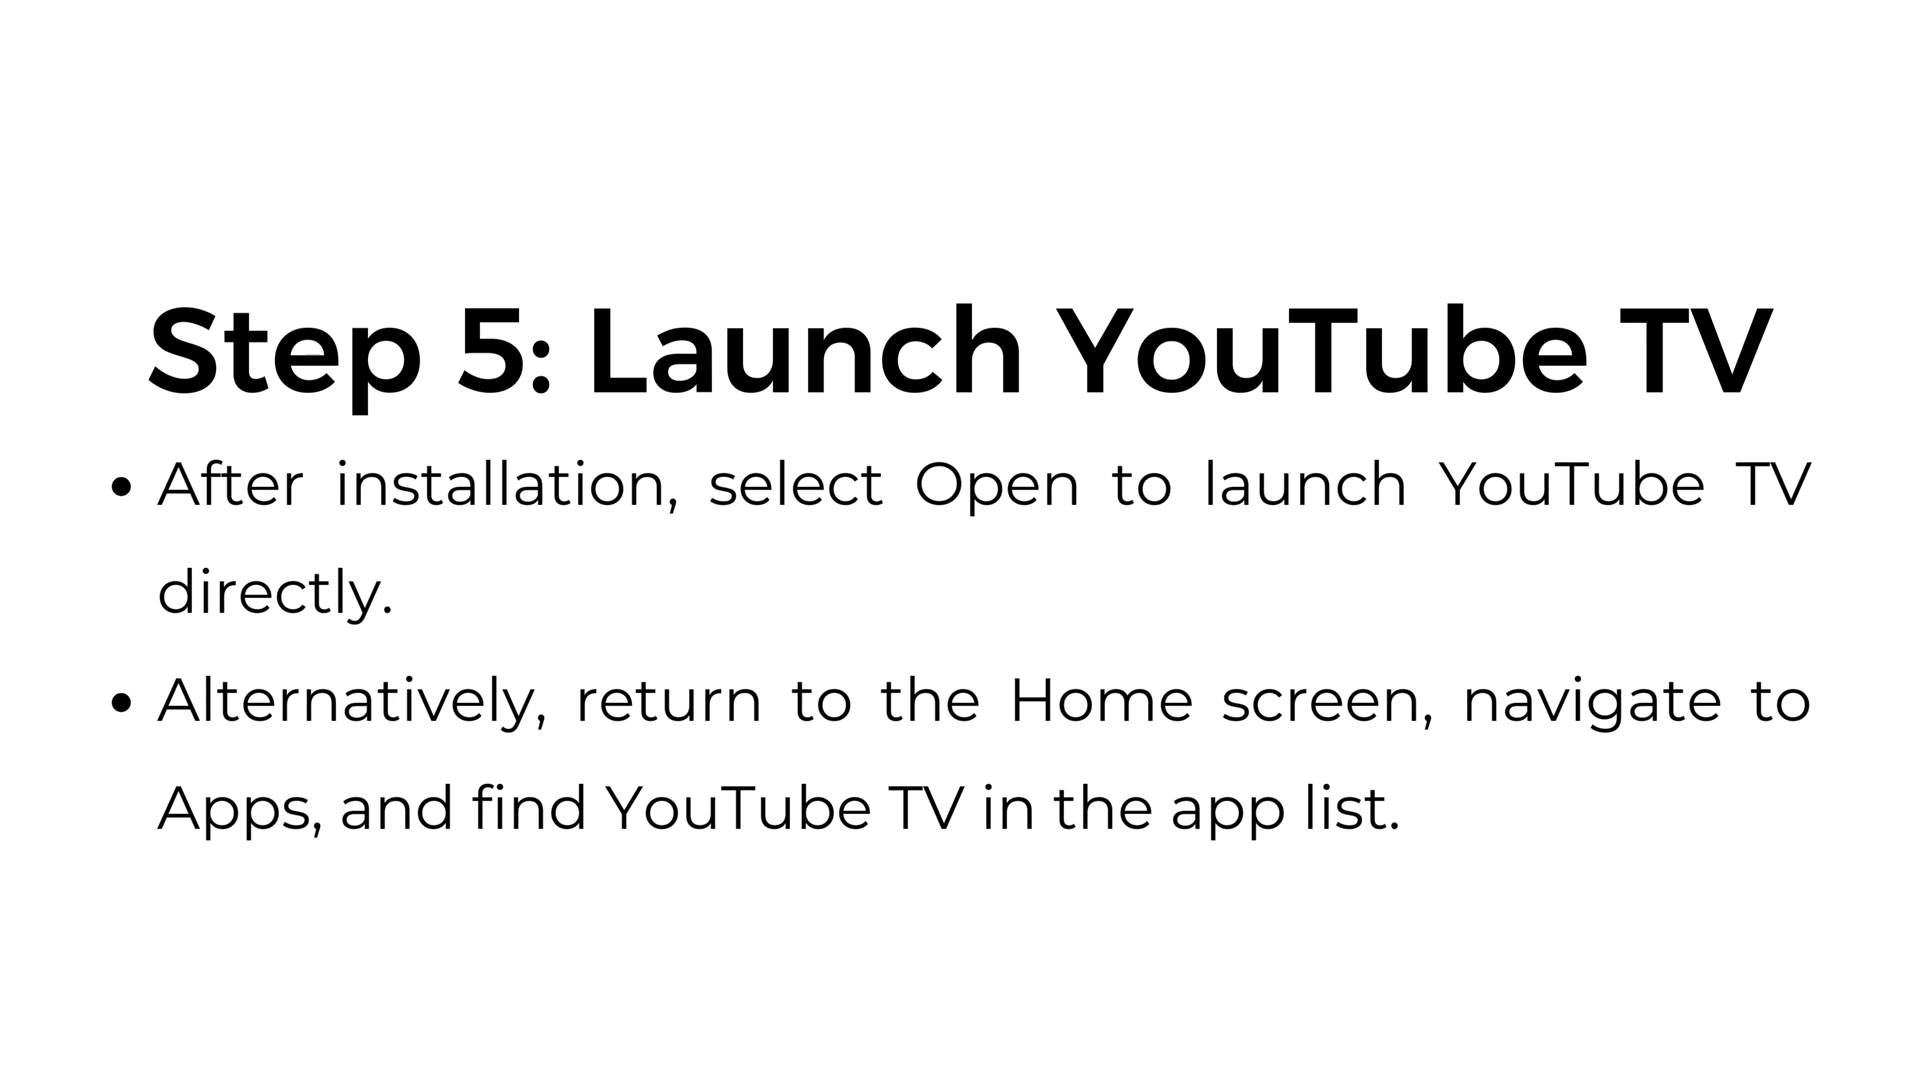 Step 5: Launch YouTube TV
• After installation, select Open to launch YouTube TV
directly.
• Alternatively, return to the Home screen, navigate to
Apps, and find YouTube TV in the app list.